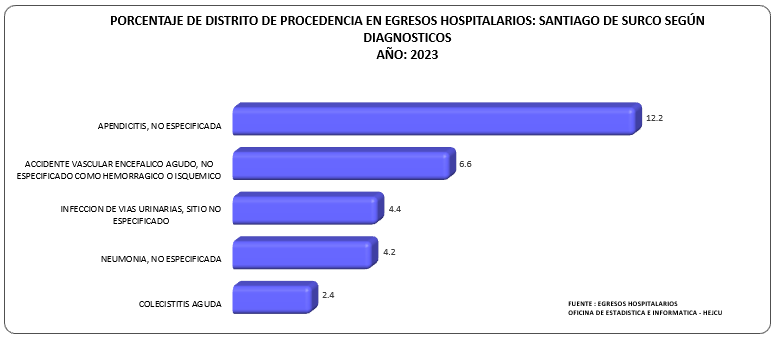 PORCENTAJE DE DISTRITO DE PROCEDENCIA EN EGRESOS HOSPITALARIOS: SANTIAGO DE SURCO SEGÚN
DIAGNOSTICOS
AÑO: 2023
APENDICITIS, NO ESPECIFICADA
12.2
ACCIDENTE VASCULAR ENCEFALICO AGUDO, NO
ESPECIFICADO COMO HEMORRAGICO O ISQUEMICO
6.6
INFECCION DE VIAS URINARIAS, SITIO NO
ESPECIFICADO
4.4
NEUMONIA, NO ESPECIFICADA
4.2
COLECISTITIS AGUDA
2.4
FUENTE : EGRESOS HOSPITALARIOS
OFICINA DE ESTADISTICA E INFORMATICA - HEJCU